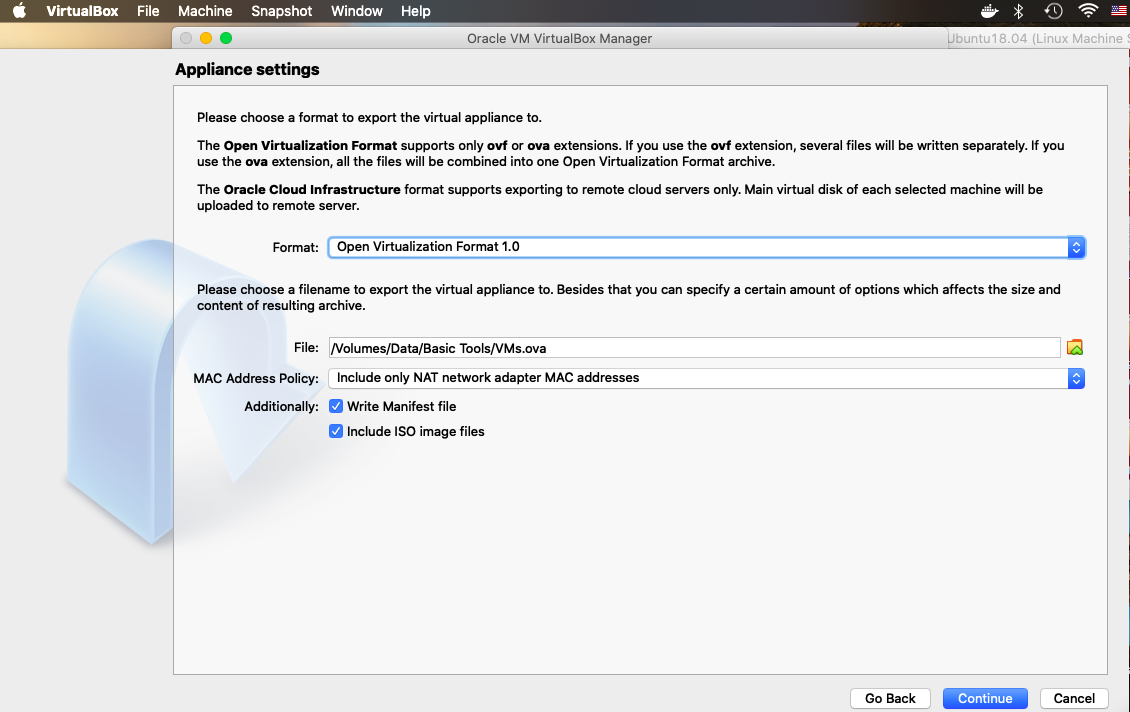 VirtualBox File Machine Snapshot Window Help
Oracle VM VirtualBox Manager
Ubuntu18.04 (Linux Machine S
Appliance settings
Please choose a format to export the virtual appliance to.
The Open Virtualization Format supports only ovf or ova extensions. If you use the ovf extension, several files will be written separately. If you
use the ova extension, all the files will be combined into one Open Virtualization Format archive.
The Oracle Cloud Infrastructure format supports exporting to remote cloud servers only. Main virtual disk of each selected machine will be
uploaded to remote server.
Format: Open Virtualization Format 1.0
Please choose a filename to export the virtual appliance to. Besides that you can specify a certain amount of options which affects the size and
content of resulting archive.
File: /Volumes/Data/Basic Tools/VMs.ova
MAC Address Policy: Include only NAT network adapter MAC addresses
Additionally: Write Manifest file
Include ISO image files
Go Back Continue Cancel